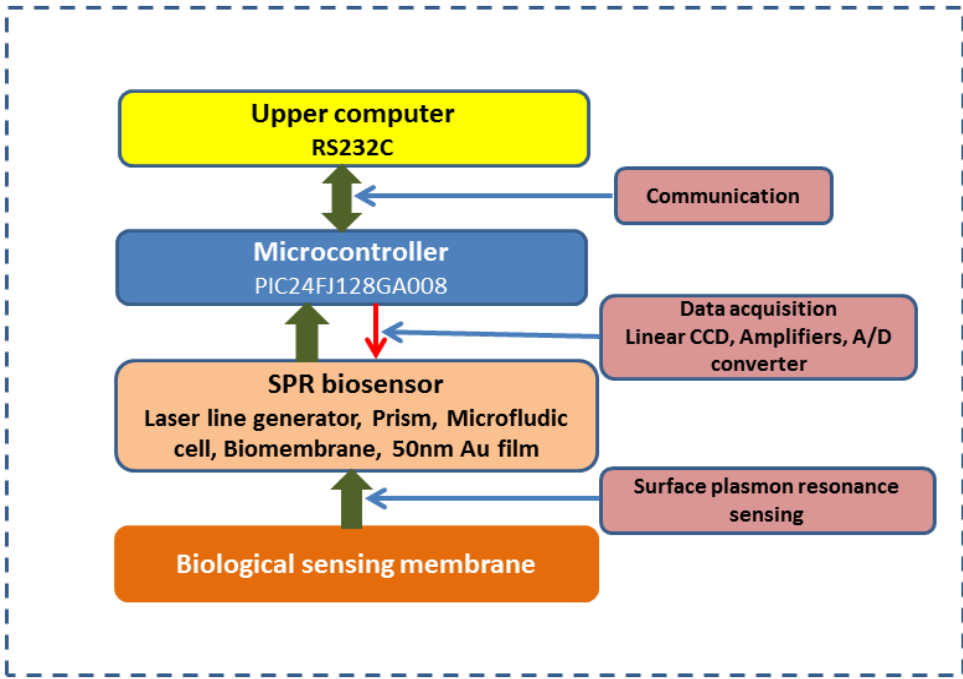 Upper computer
RS232C
Communication
Microcontroller
PIC24FJ128GA008
Data acquisition
Linear CCD, Amplifiers, A/D
converter
SPR biosensor
Laser line generator, Prism, Microfludic
cell, Biomembrane, 50nm Au film
Surface plasmon resonance
sensing
Biological sensing membrane